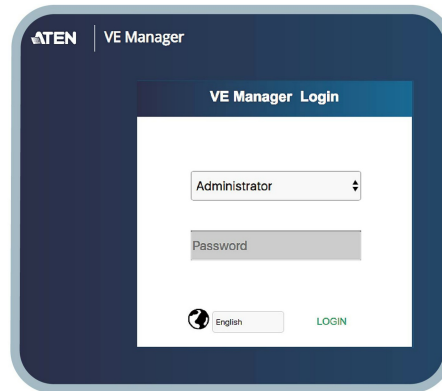 ATEN VE Manager
VE Manager Login
Administrator
Password
English LOGIN